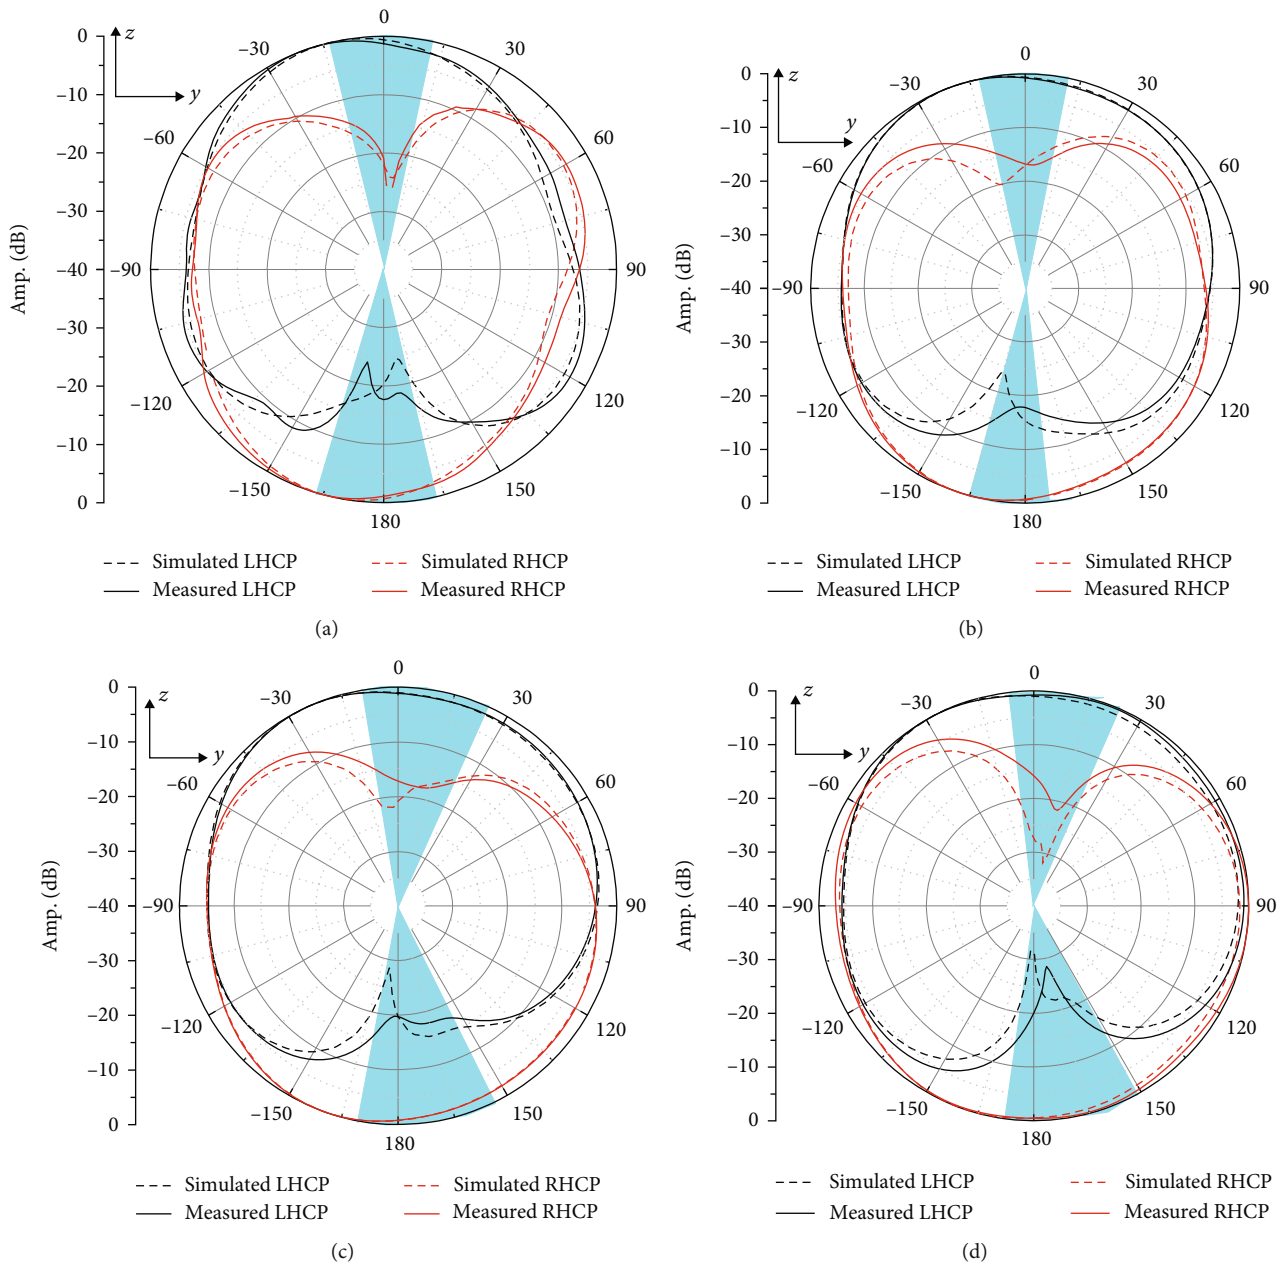 0
0
-10
-20
-30
-40
-30
-20
-10
0
Amp. (dB)
z
y
-30
30
-60
60
-90
90
-120
120
-150
150
180
Simulated LHCP
Simulated RHCP
Measured LHCP
Measured RHCP
(a)
0
0
-10
-20
-30
-40
-30
-20
-10
0
Amp. (dB)
z
y
-30
30
-60
60
-90
90
-120
120
-150
150
180
Simulated LHCP
Simulated RHCP
Measured LHCP
Measured RHCP
(b)
0
0
-10
-20
-30
-40
-30
-20
-10
0
Amp. (dB)
z
y
-30
30
-60
60
-90
90
-120
120
-150
150
180
Simulated LHCP
Simulated RHCP
Measured LHCP
Measured RHCP
(c)
0
0
-10
-20
-30
-40
-30
-20
-10
0
Amp. (dB)
z
y
-30
30
-60
60
-90
90
-120
120
-150
150
180
Simulated LHCP
Simulated RHCP
Measured LHCP
Measured RHCP
(d)